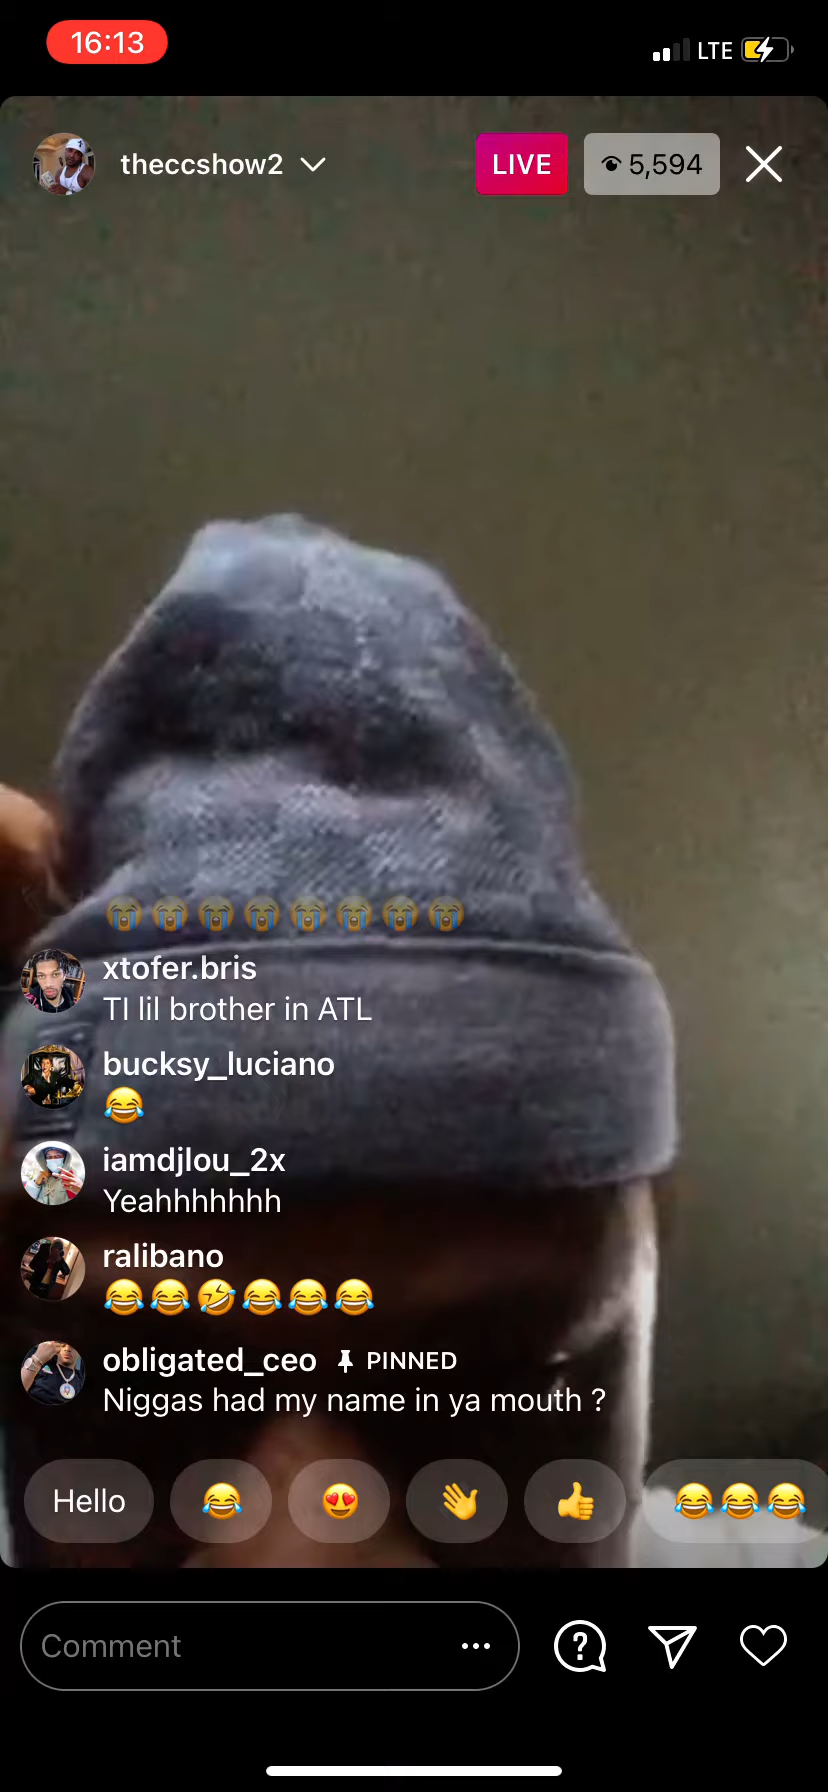 16:13
LTE
theccshow2
LIVE
5,594
😭😭😭😭😭😭😭😭
xtofer.bris
TI lil brother in ATL
bucksy_luciano
😂
iamdjlou_2x
Yeahhhhhhh
ralibano
😂😂🤣😂😂😂
obligated_ceo PINNED
Niggas had my name in ya mouth ?
Hello 😂 😍 👋 👍 😂😂😂
Comment